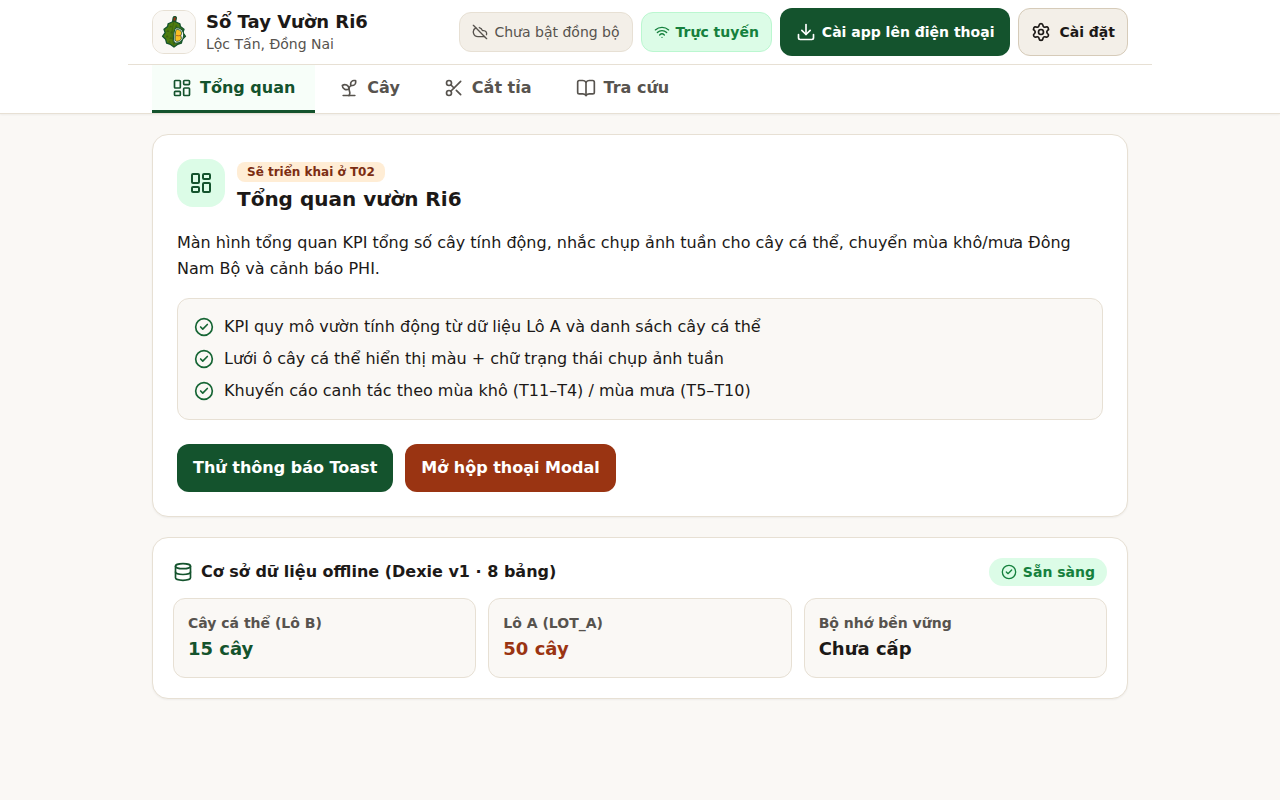 Sổ Tay Vườn Ri6
Lộc Tấn, Đồng Nai
Chưa bật đồng bộ
Trực tuyến
Cài app lên điện thoại
Cài đặt
Tổng quan
Cây
Cắt tỉa
Tra cứu
Sẽ triển khai ở T02
Tổng quan vườn Ri6
Màn hình tổng quan KPI tổng số cây tính động, nhắc chụp ảnh tuần cho cây cá thể, chuyển mùa khô/mưa Đông
Nam Bộ và cảnh báo PHI.
KPI quy mô vườn tính động từ dữ liệu Lô A và danh sách cây cá thể
Lưới ô cây cá thể hiển thị màu + chữ trạng thái chụp ảnh tuần
Khuyến cáo canh tác theo mùa khô (T11–T4) / mùa mưa (T5–T10)
Thử thông báo Toast
Mở hộp thoại Modal
Cơ sở dữ liệu offline (Dexie v1 · 8 bảng)
Sẵn sàng
Cây cá thể (Lô B)
15 cây
Lô A (LOT_A)
50 cây
Bộ nhớ bền vững
Chưa cấp